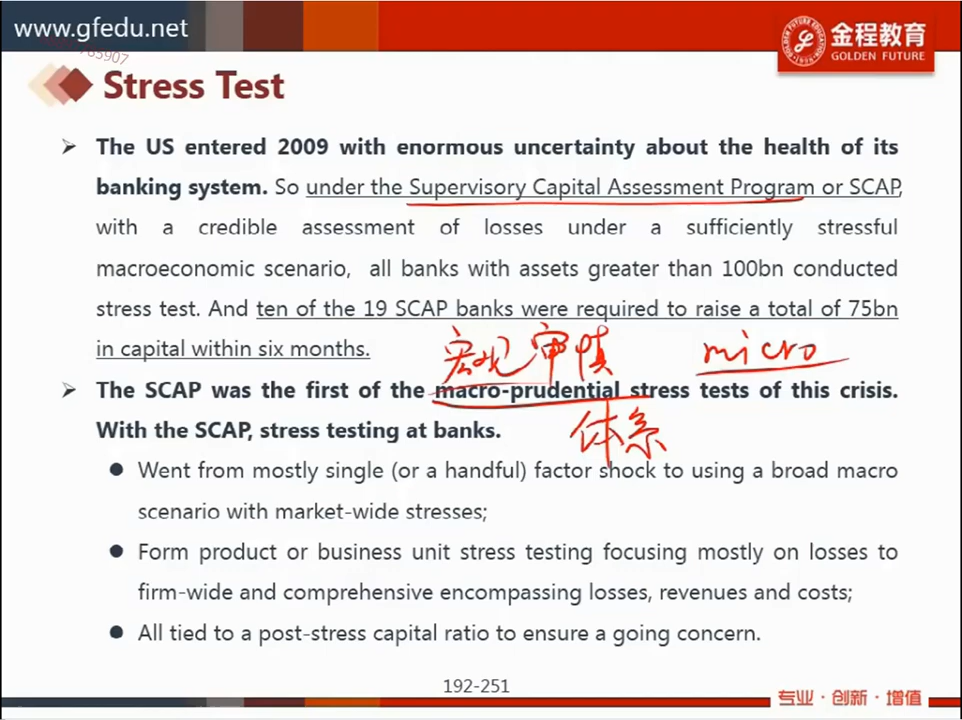 www.gfedu.net
765907
金程教育
GOLDEN FUTURE
Stress Test
➢ The US entered 2009 with enormous uncertainty about the health of its
banking system. So under the Supervisory Capital Assessment Program or SCAP,
with a credible assessment of losses under a sufficiently stressful
macroeconomic scenario, all banks with assets greater than 100bn conducted
stress test. And ten of the 19 SCAP banks were required to raise a total of 75bn
in capital within six months.
宏观审慎 micro
➢ The SCAP was the first of the macro-prudential stress tests of this crisis.
With the SCAP, stress testing at banks.
体系
● Went from mostly single (or a handful) factor shock to using a broad macro
scenario with market-wide stresses;
● Form product or business unit stress testing focusing mostly on losses to
firm-wide and comprehensive encompassing losses, revenues and costs;
● All tied to a post-stress capital ratio to ensure a going concern.
192-251
专业·创新·增值